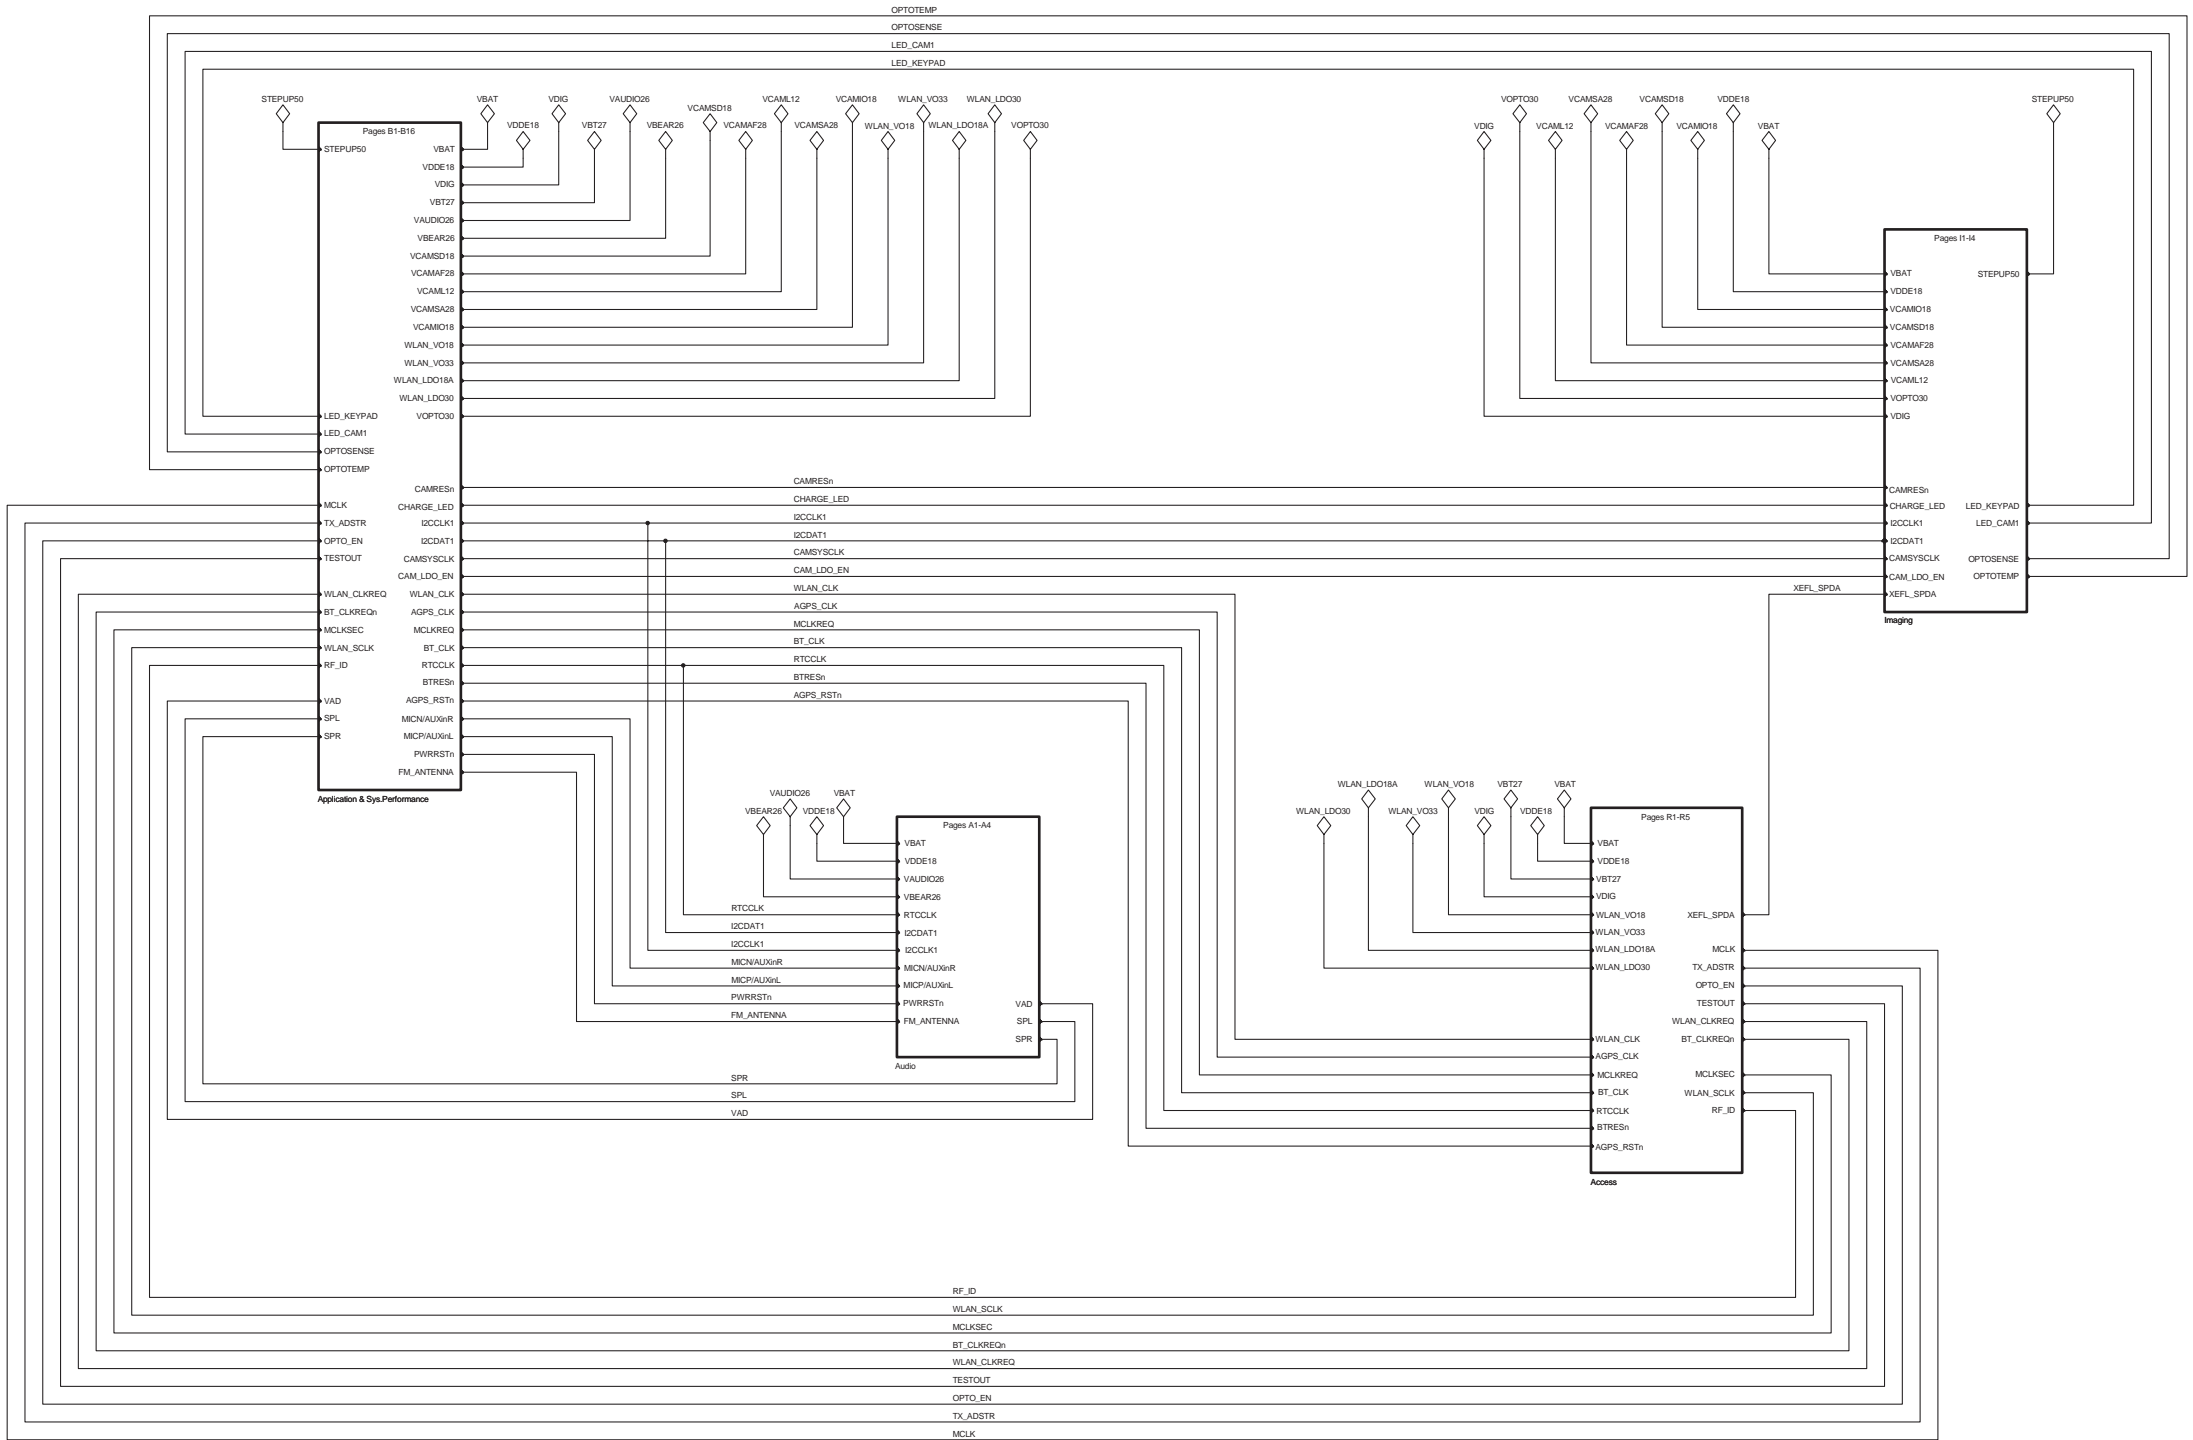 OPTOTEMP
OPTOSENSE
LED_CAM1
LED_KEYPAD
STEPUP50
VBAT
VDIG
VAUDIO26
VCAMSD18
VCAML12
VCAMIO18
WLAN_VO33
WLAN_LDO30
VDDE18
VBT27
VBEAR26
VCAMAF28
VCAMSA28
WLAN_VO18
WLAN_LDO18A
VOPTO30
VOPTO30
VCAMSA28
VCAMSD18
VDDE18
STEPUP50
VDIG
VCAML12
VCAMAF28
VCAMIO18
VBAT
Pages B1-B16
STEPUP50
VBAT
VDDE18
VDIG
VBT27
VAUDIO26
VBEAR26
VCAMSD18
VCAMAF28
VCAML12
VCAMSA28
VCAMIO18
WLAN_VO18
WLAN_VO33
WLAN_LDO18A
WLAN_LDO30
VOPTO30
LED_KEYPAD
LED_CAM1
OPTOSENSE
OPTOTEMP
MCLK
TX_ADSTR
OPTO_EN
TESTOUT
WLAN_CLKREQ
BT_CLKREQn
MCLKSEC
WLAN_SCLK
RF_ID
VAD
SPL
SPR
CAMRESn
CHARGE_LED
I2CCLK1
I2CDAT1
CAMSYSCLK
CAM_LDO_EN
WLAN_CLK
AGPS_CLK
MCLKREQ
BT_CLK
RTCCLK
BTRESn
AGPS_RSTn
MICN/AUXinR
MICP/AUXinL
PWRRSTn
FM_ANTENNA
Application & Sys.Performance
CAMRESn
CHARGE_LED
I2CCLK1
I2CDAT1
CAMSYSCLK
CAM_LDO_EN
WLAN_CLK
AGPS_CLK
MCLKREQ
BT_CLK
RTCCLK
BTRESn
AGPS_RSTn
Pages I1-I4
VBAT
STEPUP50
VDDE18
VCAMIO18
VCAMSD18
VCAMAF28
VCAMSA28
VCAML12
VOPTO30
VDIG
CAMRESn
CHARGE_LED
I2CCLK1
I2CDAT1
CAMSYSCLK
CAM_LDO_EN
XEFL_SPDA
LED_KEYPAD
LED_CAM1
OPTOSENSE
OPTOTEMP
XEFL_SPDA
Imaging
VAUDIO26
VBAT
VBEAR26
VDDE18
Pages A1-A4
VBAT
VDDE18
VAUDIO26
VBEAR26
RTCCLK
I2CDAT1
I2CCLK1
MICN/AUXinR
MICP/AUXinL
PWRRSTn
FM_ANTENNA
VAD
SPL
SPR
Audio
RTCCLK
I2CDAT1
I2CCLK1
MICN/AUXinR
MICP/AUXinL
PWRRSTn
FM_ANTENNA
SPR
SPL
VAD
WLAN_LDO18A
WLAN_VO18
VBT27
VBAT
WLAN_LDO30
WLAN_VO33
VDIG
VDDE18
Pages R1-R5
VBAT
VDDE18
VBT27
VDIG
WLAN_VO18
WLAN_VO33
WLAN_LDO18A
WLAN_LDO30
WLAN_CLK
AGPS_CLK
MCLKREQ
BT_CLK
RTCCLK
BTRESn
AGPS_RSTn
XEFL_SPDA
MCLK
TX_ADSTR
OPTO_EN
TESTOUT
WLAN_CLKREQ
BT_CLKREQn
MCLKSEC
WLAN_SCLK
RF_ID
Access
RF_ID
WLAN_SCLK
MCLKSEC
BT_CLKREQn
WLAN_CLKREQ
TESTOUT
OPTO_EN
TX_ADSTR
MCLK